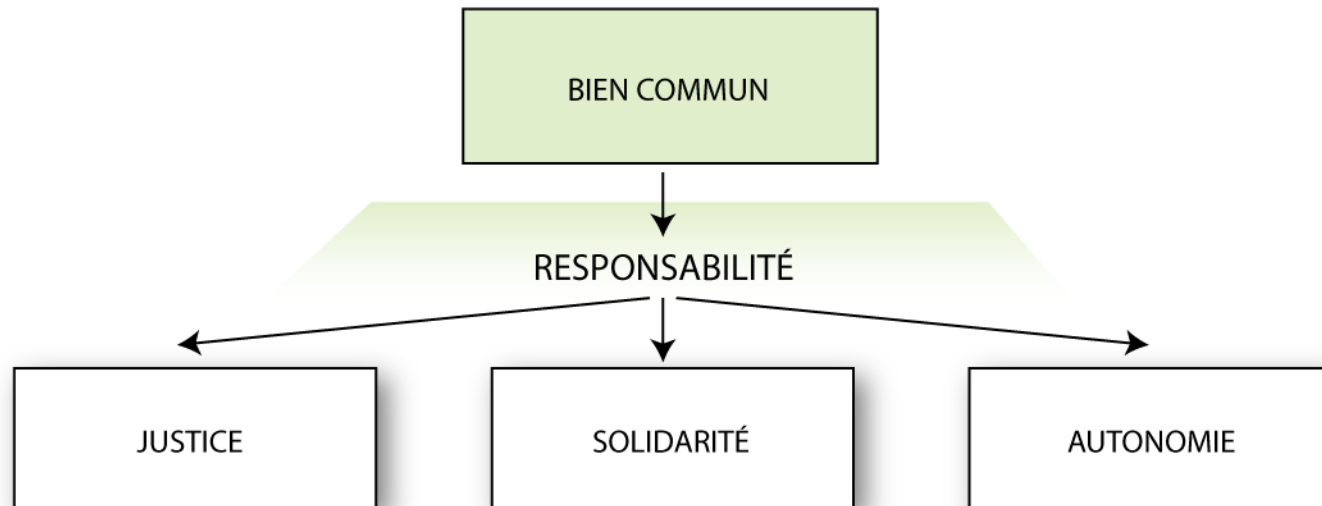 BIEN COMMUN
RESPONSABILITÉ
JUSTICE
SOLIDARITÉ
AUTONOMIE